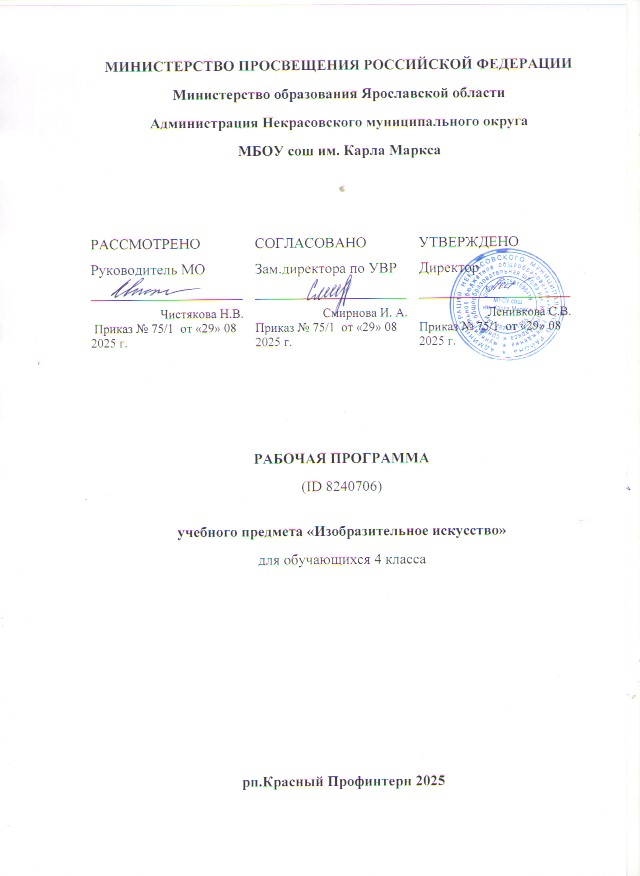 МИНИСТЕРСТВО ПРОСВЕЩЕНИЯ РОССИЙСКОЙ ФЕДЕРАЦИИ
Министерство образования Ярославской области
Администрация Некрасовского муниципального округа
МБОУ сош им. Карла Маркса
РАССМОТРЕНО
Руководитель МО
Чистякова Н.В.
Приказ № 75/1 от «29» 08
2025 г.
СОГЛАСОВАНО
Зам.директора по УВР
Смирнова И. А.
Приказ № 75/1 от «29» 08
2025 г.
УТВЕРЖДЕНО
Директор
Ленивкова С.В.
Приказ № 75/1 от «29» 08
2025 г.
РАБОЧАЯ ПРОГРАММА
(ID 8240706)
учебного предмета «Изобразительное искусство»
для обучающихся 4 класса
рп.Красный Профинтерн 2025